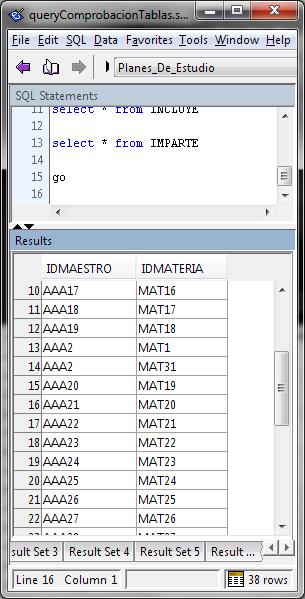 queryComprobacionTablas.s...
File Edit SQL Data Favorites Tools Window Help
Planes_De_Estudio
SQL Statements
11 select * from INCLUYE
12
13 select * from IMPARTE
14
15 go
16
Results
IDMAESTRO IDMATERIA
10 AAA17 MAT16
11 AAA18 MAT17
12 AAA19 MAT18
13 AAA2 MAT1
14 AAA2 MAT31
15 AAA20 MAT19
16 AAA21 MAT20
17 AAA22 MAT21
18 AAA23 MAT22
19 AAA24 MAT23
20 AAA25 MAT24
21 AAA26 MAT25
22 AAA27 MAT26
sult Set 3 Result Set 4 Result Set 5 Result ...
Line 16 Column 1 38 rows